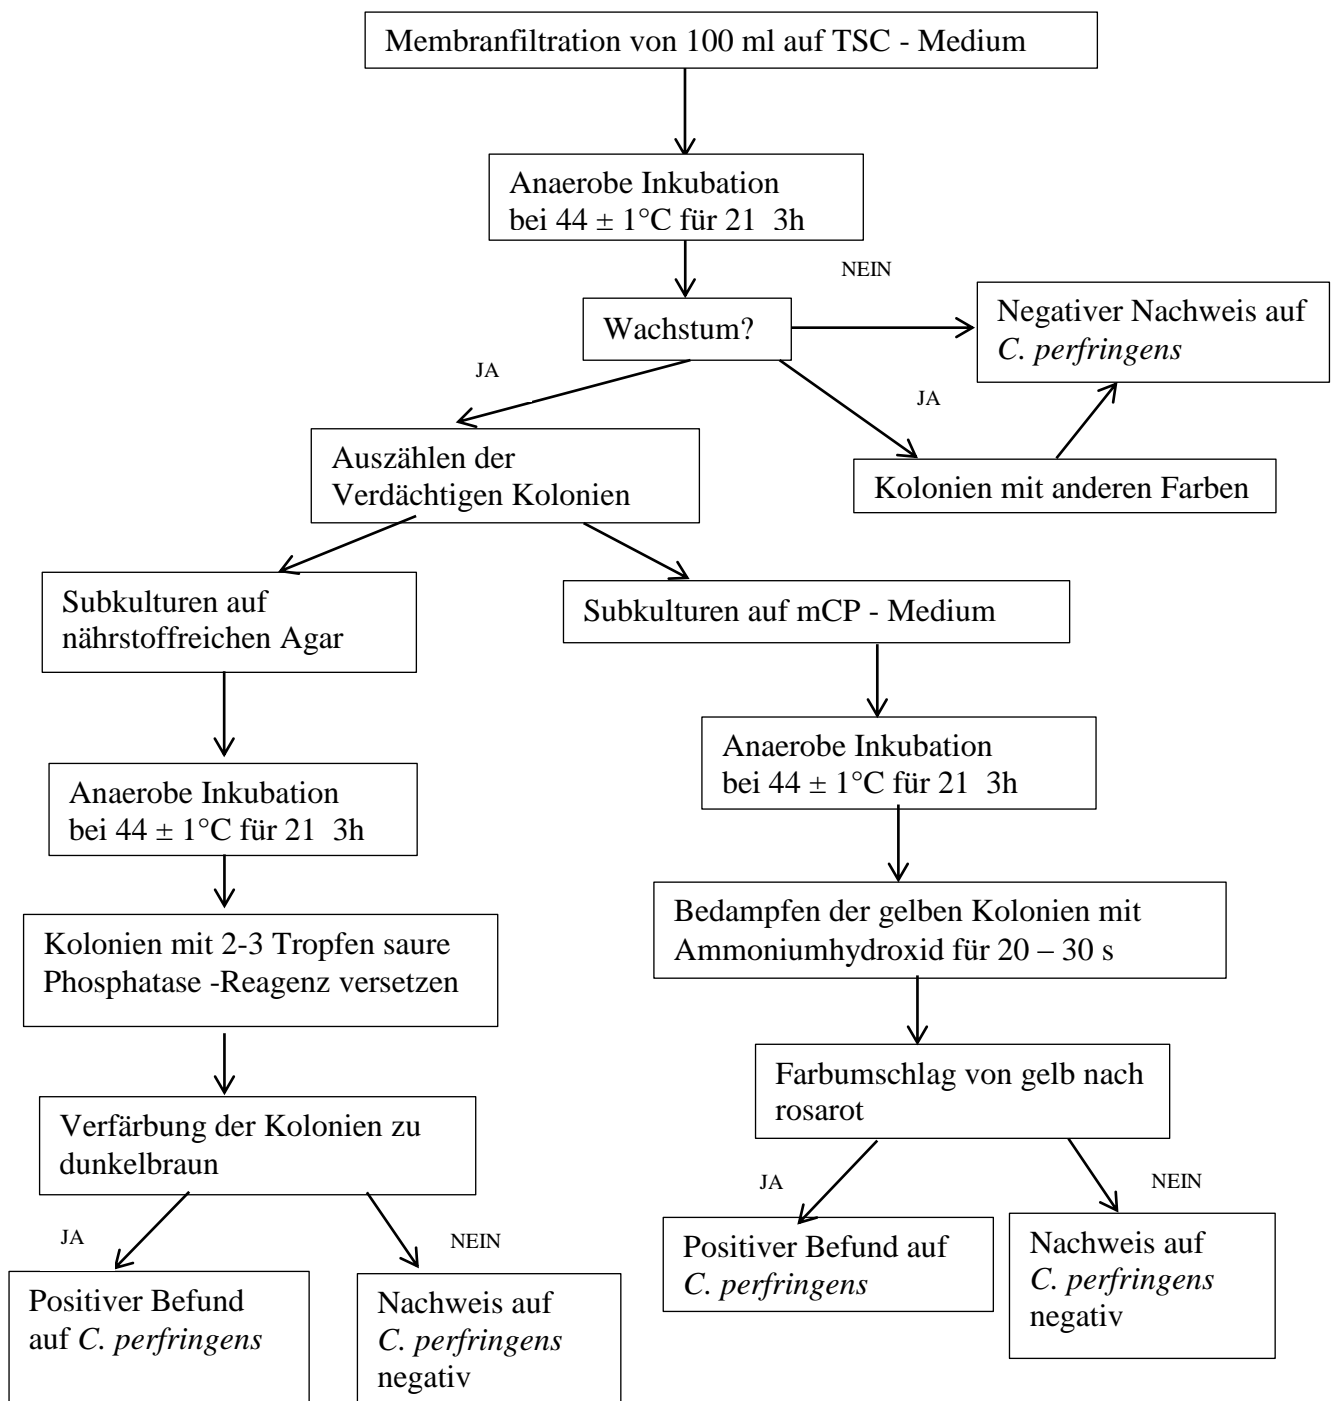 Membranfiltration von 100 ml auf TSC - Medium
Anaerobe Inkubation
bei 44 ± 1°C für 21  3h
NEIN
Wachstum?
Negativer Nachweis auf
C. perfringens
JA
JA
Auszählen der
Verdächtigen Kolonien
Kolonien mit anderen Farben
Subkulturen auf
nährstoffreichen Agar
Subkulturen auf mCP - Medium
Anaerobe Inkubation
bei 44 ± 1°C für 21  3h
Anaerobe Inkubation
bei 44 ± 1°C für 21  3h
Kolonien mit 2-3 Tropfen saure
Phosphatase -Reagenz versetzen
Bedampfen der gelben Kolonien mit
Ammoniumhydroxid für 20 – 30 s
Verfärbung der Kolonien zu
dunkelbraun
Farbumschlag von gelb nach
rosarot
JA
NEIN
JA
NEIN
Positiver Befund
auf C. perfringens
Nachweis auf
C. perfringens
negativ
Positiver Befund auf
C. perfringens
Nachweis auf
C. perfringens
negativ